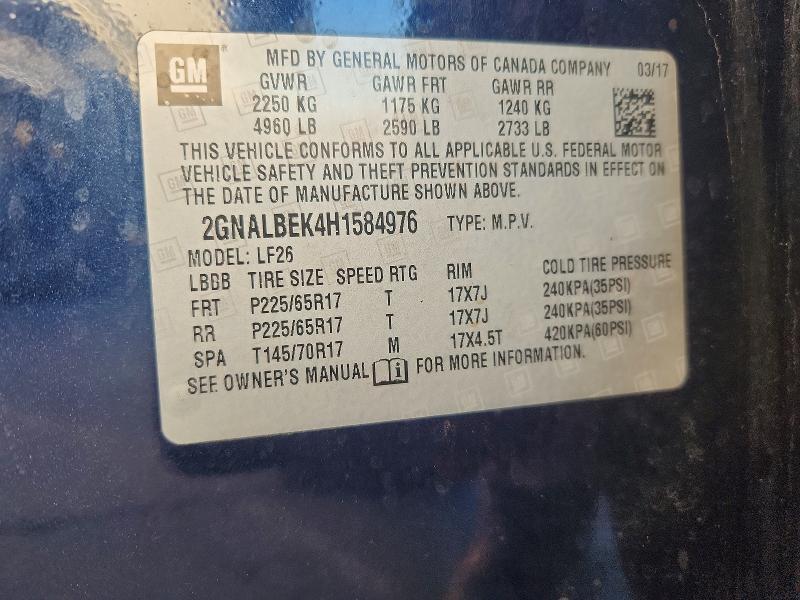 GM
MFD BY GENERAL MOTORS OF CANADA COMPANY 03/17
GVWR GAWR FRT GAWR RR
2250 KG 1175 KG 1240 KG
4960 LB 2590 LB 2733 LB
THIS VEHICLE CONFORMS TO ALL APPLICABLE U.S. FEDERAL MOTOR
VEHICLE SAFETY AND THEFT PREVENTION STANDARDS IN EFFECT ON
THE DATE OF MANUFACTURE SHOWN ABOVE.
2GNALBEK4H1584976 TYPE: M.P.V.
MODEL: LF26
LBDB TIRE SIZE SPEED RTG RIM COLD TIRE PRESSURE
FRT P225/65R17 T 17X7J 240KPA(35PSI)
RR P225/65R17 T 17X7J 240KPA(35PSI)
SPA T145/70R17 M 17X4.5T 420KPA(60PSI)
SEE OWNER'S MANUAL FOR MORE INFORMATION.